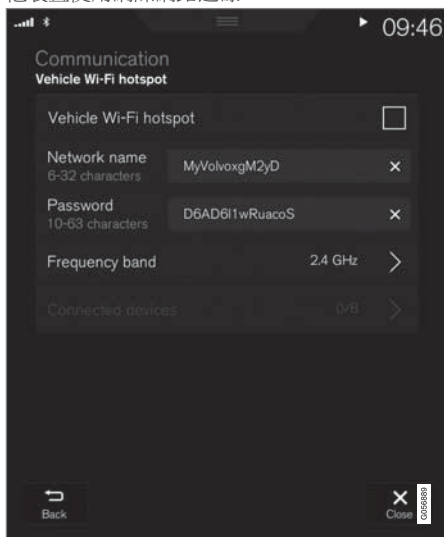 09:46
Communication
Vehicle Wi-Fi hotspot
Vehicle Wi-Fi hotspot
Network name
6-32 characters
MyVolvoxgM2yD
Password
10-63 characters
D6AD6l1wRuacoS
Frequency band
2.4 GHz
Connected devices
0/8
Back
Close
G056889